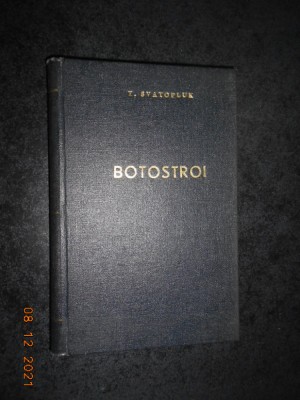 T. SVATOPLUK
BOTOSTROI
08.12.2021